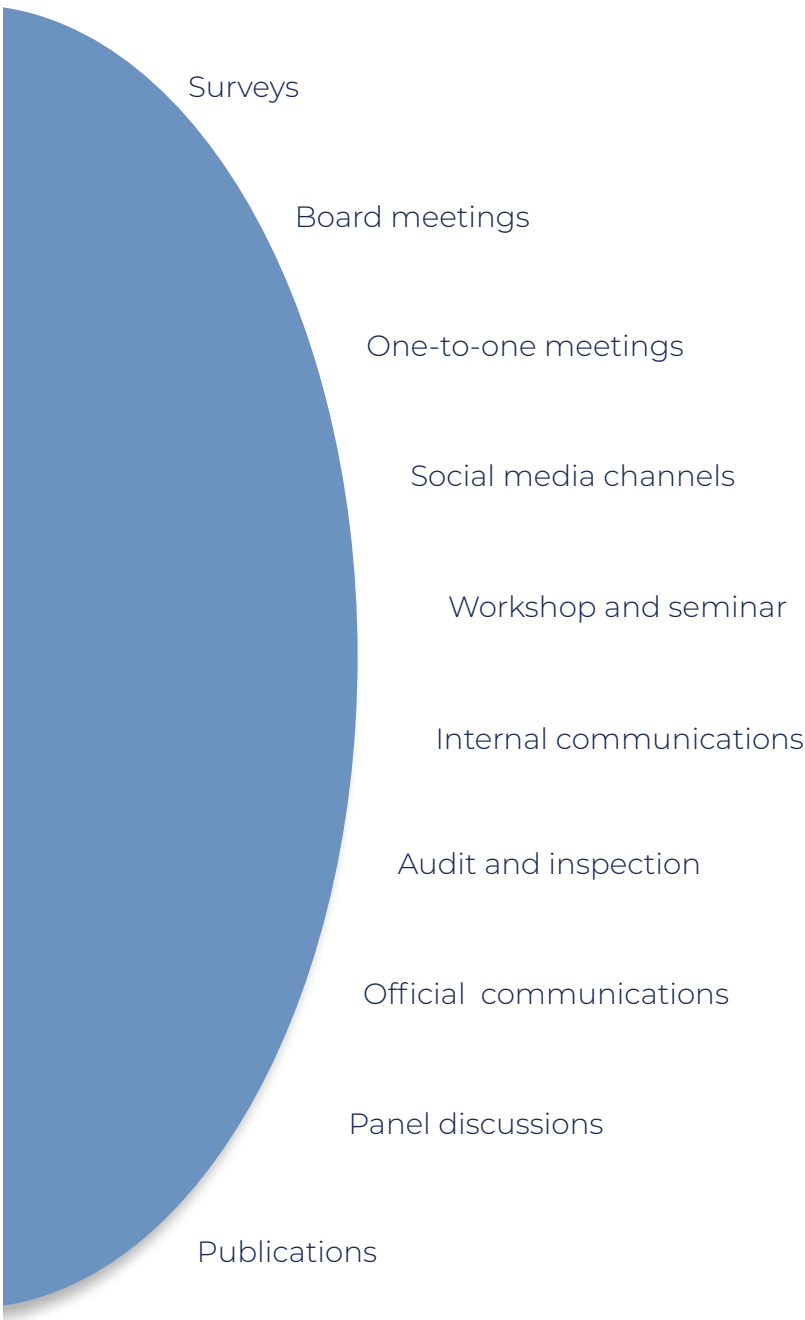 Surveys
Board meetings
One-to-one meetings
Social media channels
Workshop and seminar
Internal communications
Audit and inspection
Official  communications
Panel discussions
Publications